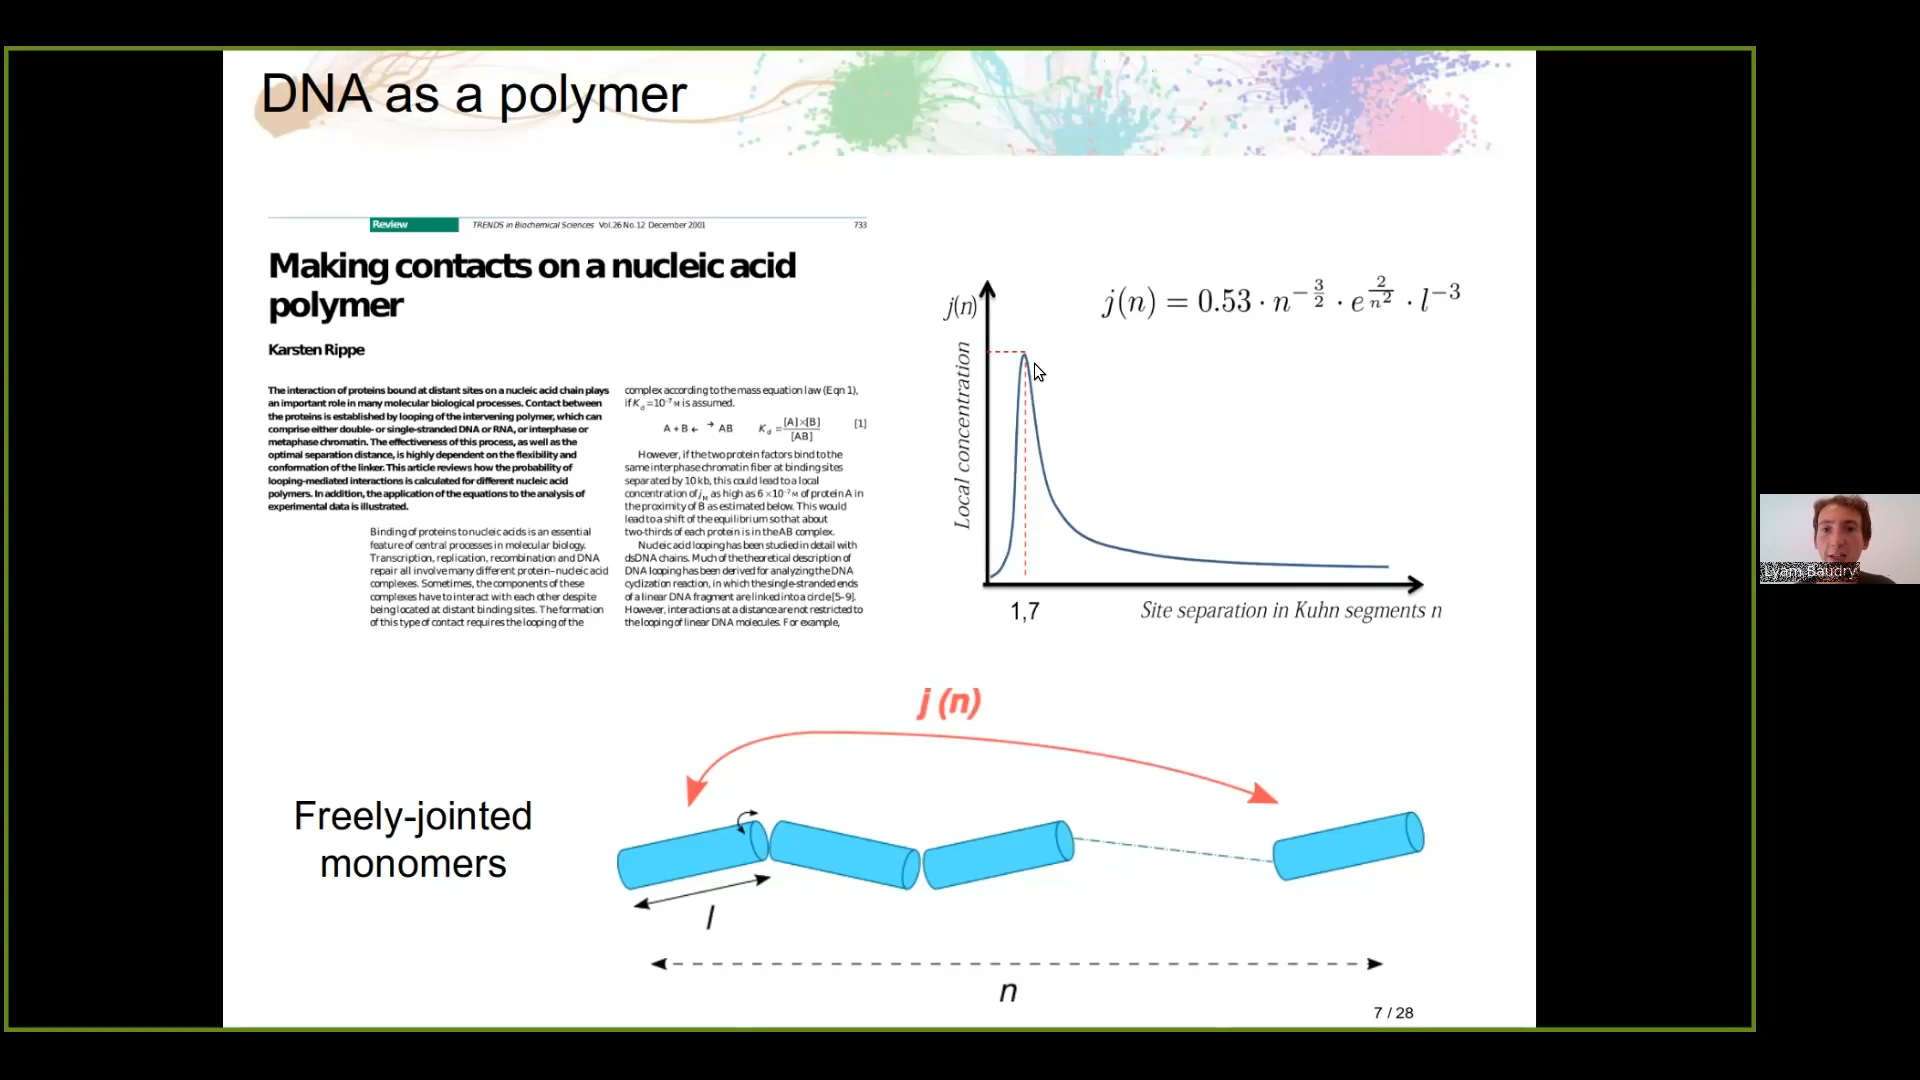 DNA as a polymer
Review
TRENDS in Biochemical Sciences Vol.26 No.12 December 2001
733
Making contacts on a nucleic acid
polymer
Karsten Rippe
The interaction of proteins bound at distant sites on a nucleic acid chain plays
an important role in many molecular biological processes. Contact between
the proteins is established by looping of the intervening polymer, which can
comprise either double- or single-stranded DNA or RNA, or interphase or
metaphase chromatin. The effectiveness of this process, as well as the
optimal separation distance, is highly dependent on the flexibility and
conformation of the linker. This article reviews how the probability of
looping-mediated interactions is calculated for different nucleic acid
polymers. In addition, the application of the equations to the analysis of
experimental data is illustrated.
Binding of proteins to nucleic acids is an essential
feature of central processes in molecular biology.
Transcription, replication, recombination and DNA
repair all involve many different protein–nucleic acid
complexes. Sometimes, the components of these
complexes have to interact with each other despite
being located at distant binding sites. The formation
of this type of contact requires the looping of the
complex according to the mass equation law (Eqn 1),
if K_d = 10⁻⁷ M is assumed.
A + B ← → AB K_d = [A]×[B] / [AB] [1]
However, if the two protein factors bind to the
same interphase chromatin fiber at binding sites
separated by 10 kb, this could lead to a local
concentration of j_M as high as 6 × 10⁻⁷ M of protein A in
the proximity of B as estimated below. This would
lead to a shift of the equilibrium so that about
two-thirds of each protein is in the AB complex.
Nucleic acid looping has been studied in detail with
dsDNA chains. Much of the theoretical description of
DNA looping has been derived for analyzing the DNA
cyclization reaction, in which the single-stranded ends
of a linear DNA fragment are linked into a circle [5–9].
However, interactions at a distance are not restricted to
the looping of linear DNA molecules. For example,
j(n)
j(n) = 0.53 · n^{-3/2} · e^{2/n^2} · l^{-3}
Local concentration
1,7
Site separation in Kuhn segments n
Lyam Baudry
j (n)
Freely-jointed
monomers
l
n
7 / 28